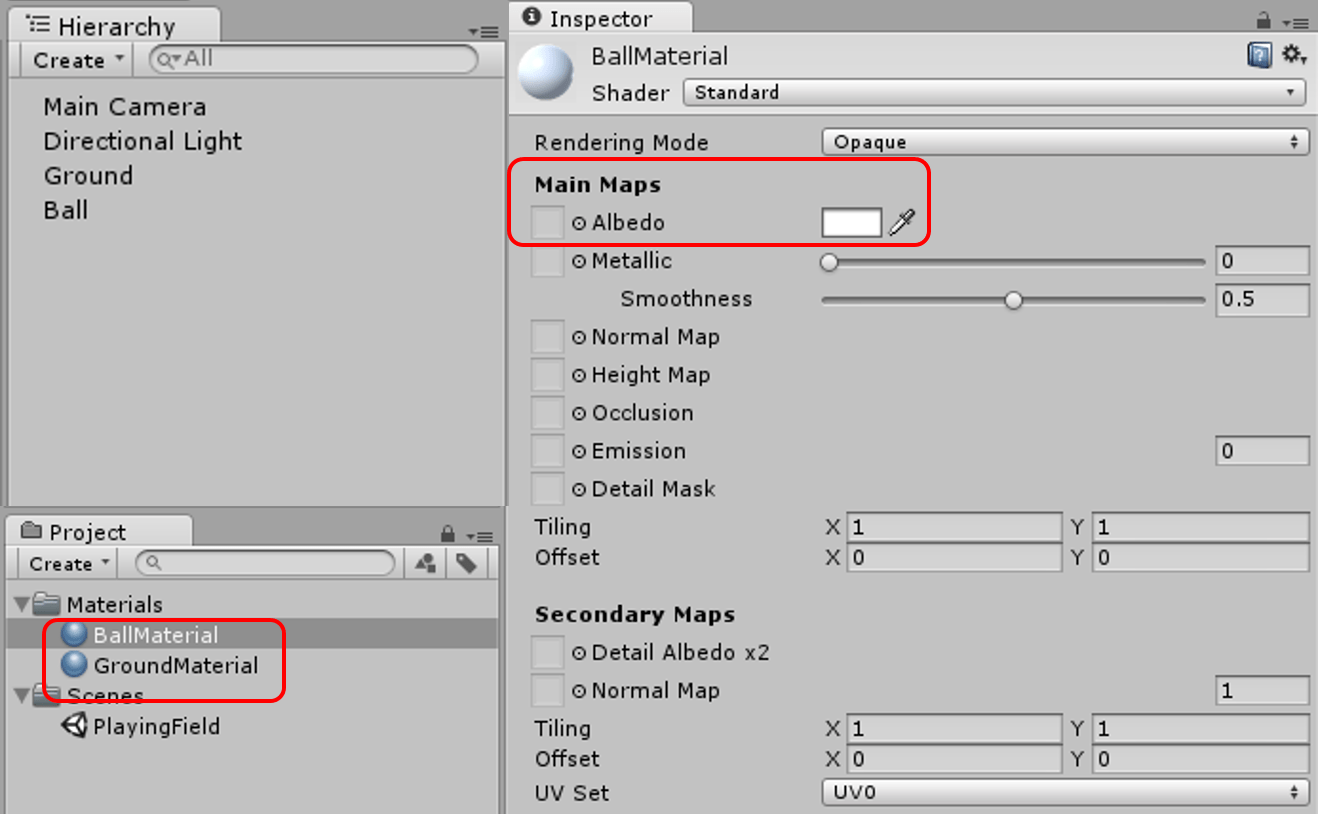 Hierarchy
Create
All
Main Camera
Directional Light
Ground
Ball
Project
Create
Materials
BallMaterial
GroundMaterial
Scenes
PlayingField
Inspector
BallMaterial
Shader Standard
Rendering Mode Opaque
Main Maps
Albedo
Metallic 0
Smoothness 0.5
Normal Map
Height Map
Occlusion
Emission 0
Detail Mask
Tiling X 1 Y 1
Offset X 0 Y 0
Secondary Maps
Detail Albedo x2
Normal Map 1
Tiling X 1 Y 1
Offset X 0 Y 0
UV Set UV0